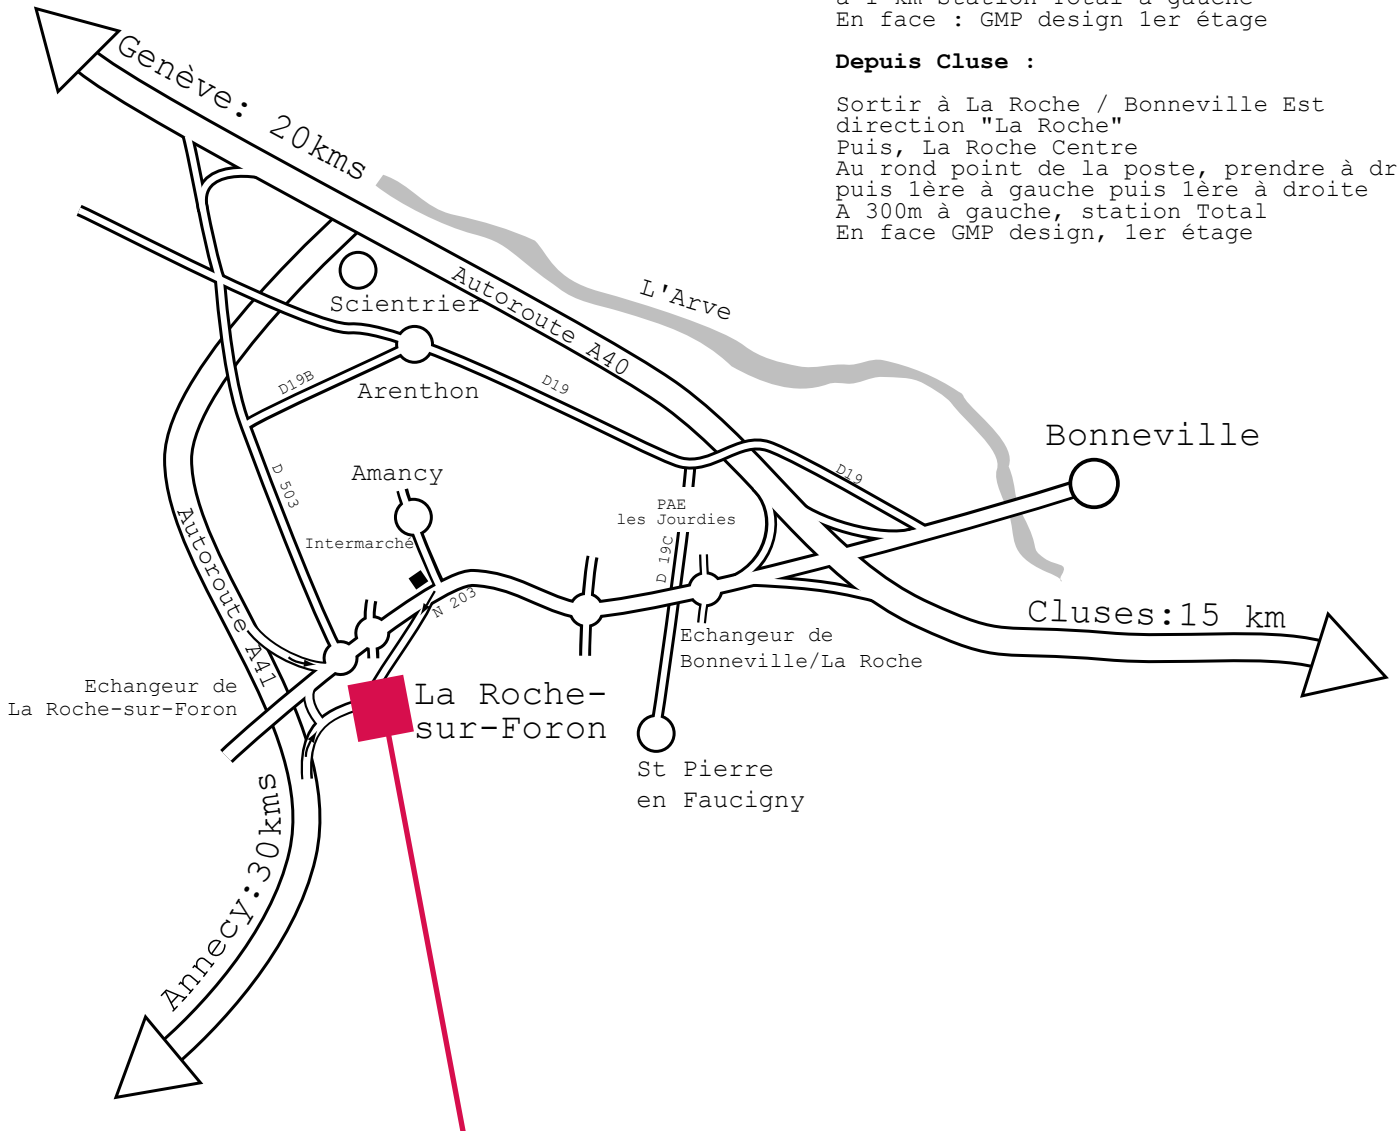 En face : GMP design 1er étage
Depuis Cluse :
Sortir à La Roche / Bonneville Est
direction "La Roche"
Puis, La Roche Centre
Au rond point de la poste, prendre à dr
puis 1ère à gauche puis 1ère à droite
A 300m à gauche, station Total
En face GMP design, 1er étage
Genève: 20kms
L'Arve
Autoroute A40
Scientrier
D19B
Arenthon
D19
Bonneville
D19
Amancy
D 503
PAE
les Jourdies
Intermarché
D 19C
Autoroute A41
N 203
Cluses:15 km
Echangeur de
Bonneville/La Roche
Echangeur de
La Roche-sur-Foron
La Roche-
sur-Foron
St Pierre
en Faucigny
Annecy:30kms